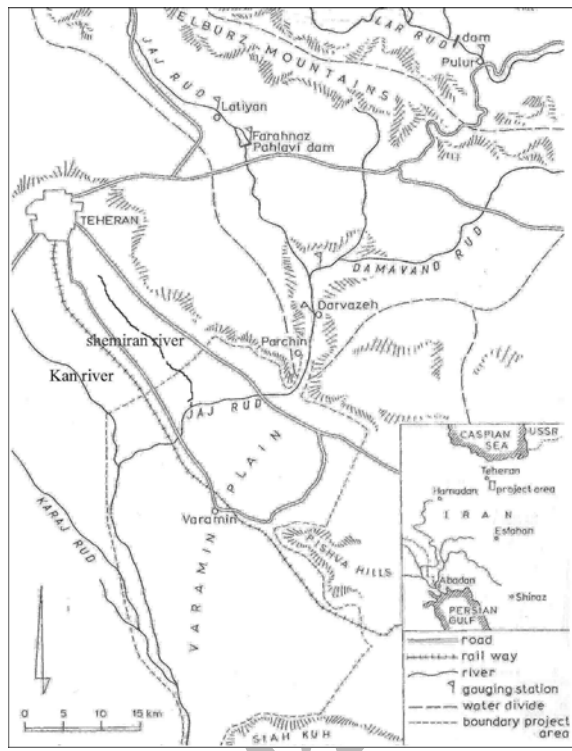 ELBURZ MOUNTAINS
LAR RUD
dam
Pulur
JAJ RUD
Latiyan
Farahnaz
Pahlavi dam
TEHERAN
DAMAVAND RUD
Darvazeh
shemiran river
Parchin
Kan river
JAJ RUD
VARAMIN PLAIN
KARAJ RUD
Varamin
PISHVA HILLS
SIAH KUH
0 5 10 15 km
CASPIAN
SEA
USSR
Teheran
project area
Hamadan
IRAN
Esfahan
Abadan
Shiraz
PERSIAN
GULF
road
rail way
river
gauging station
water divide
boundary project
area